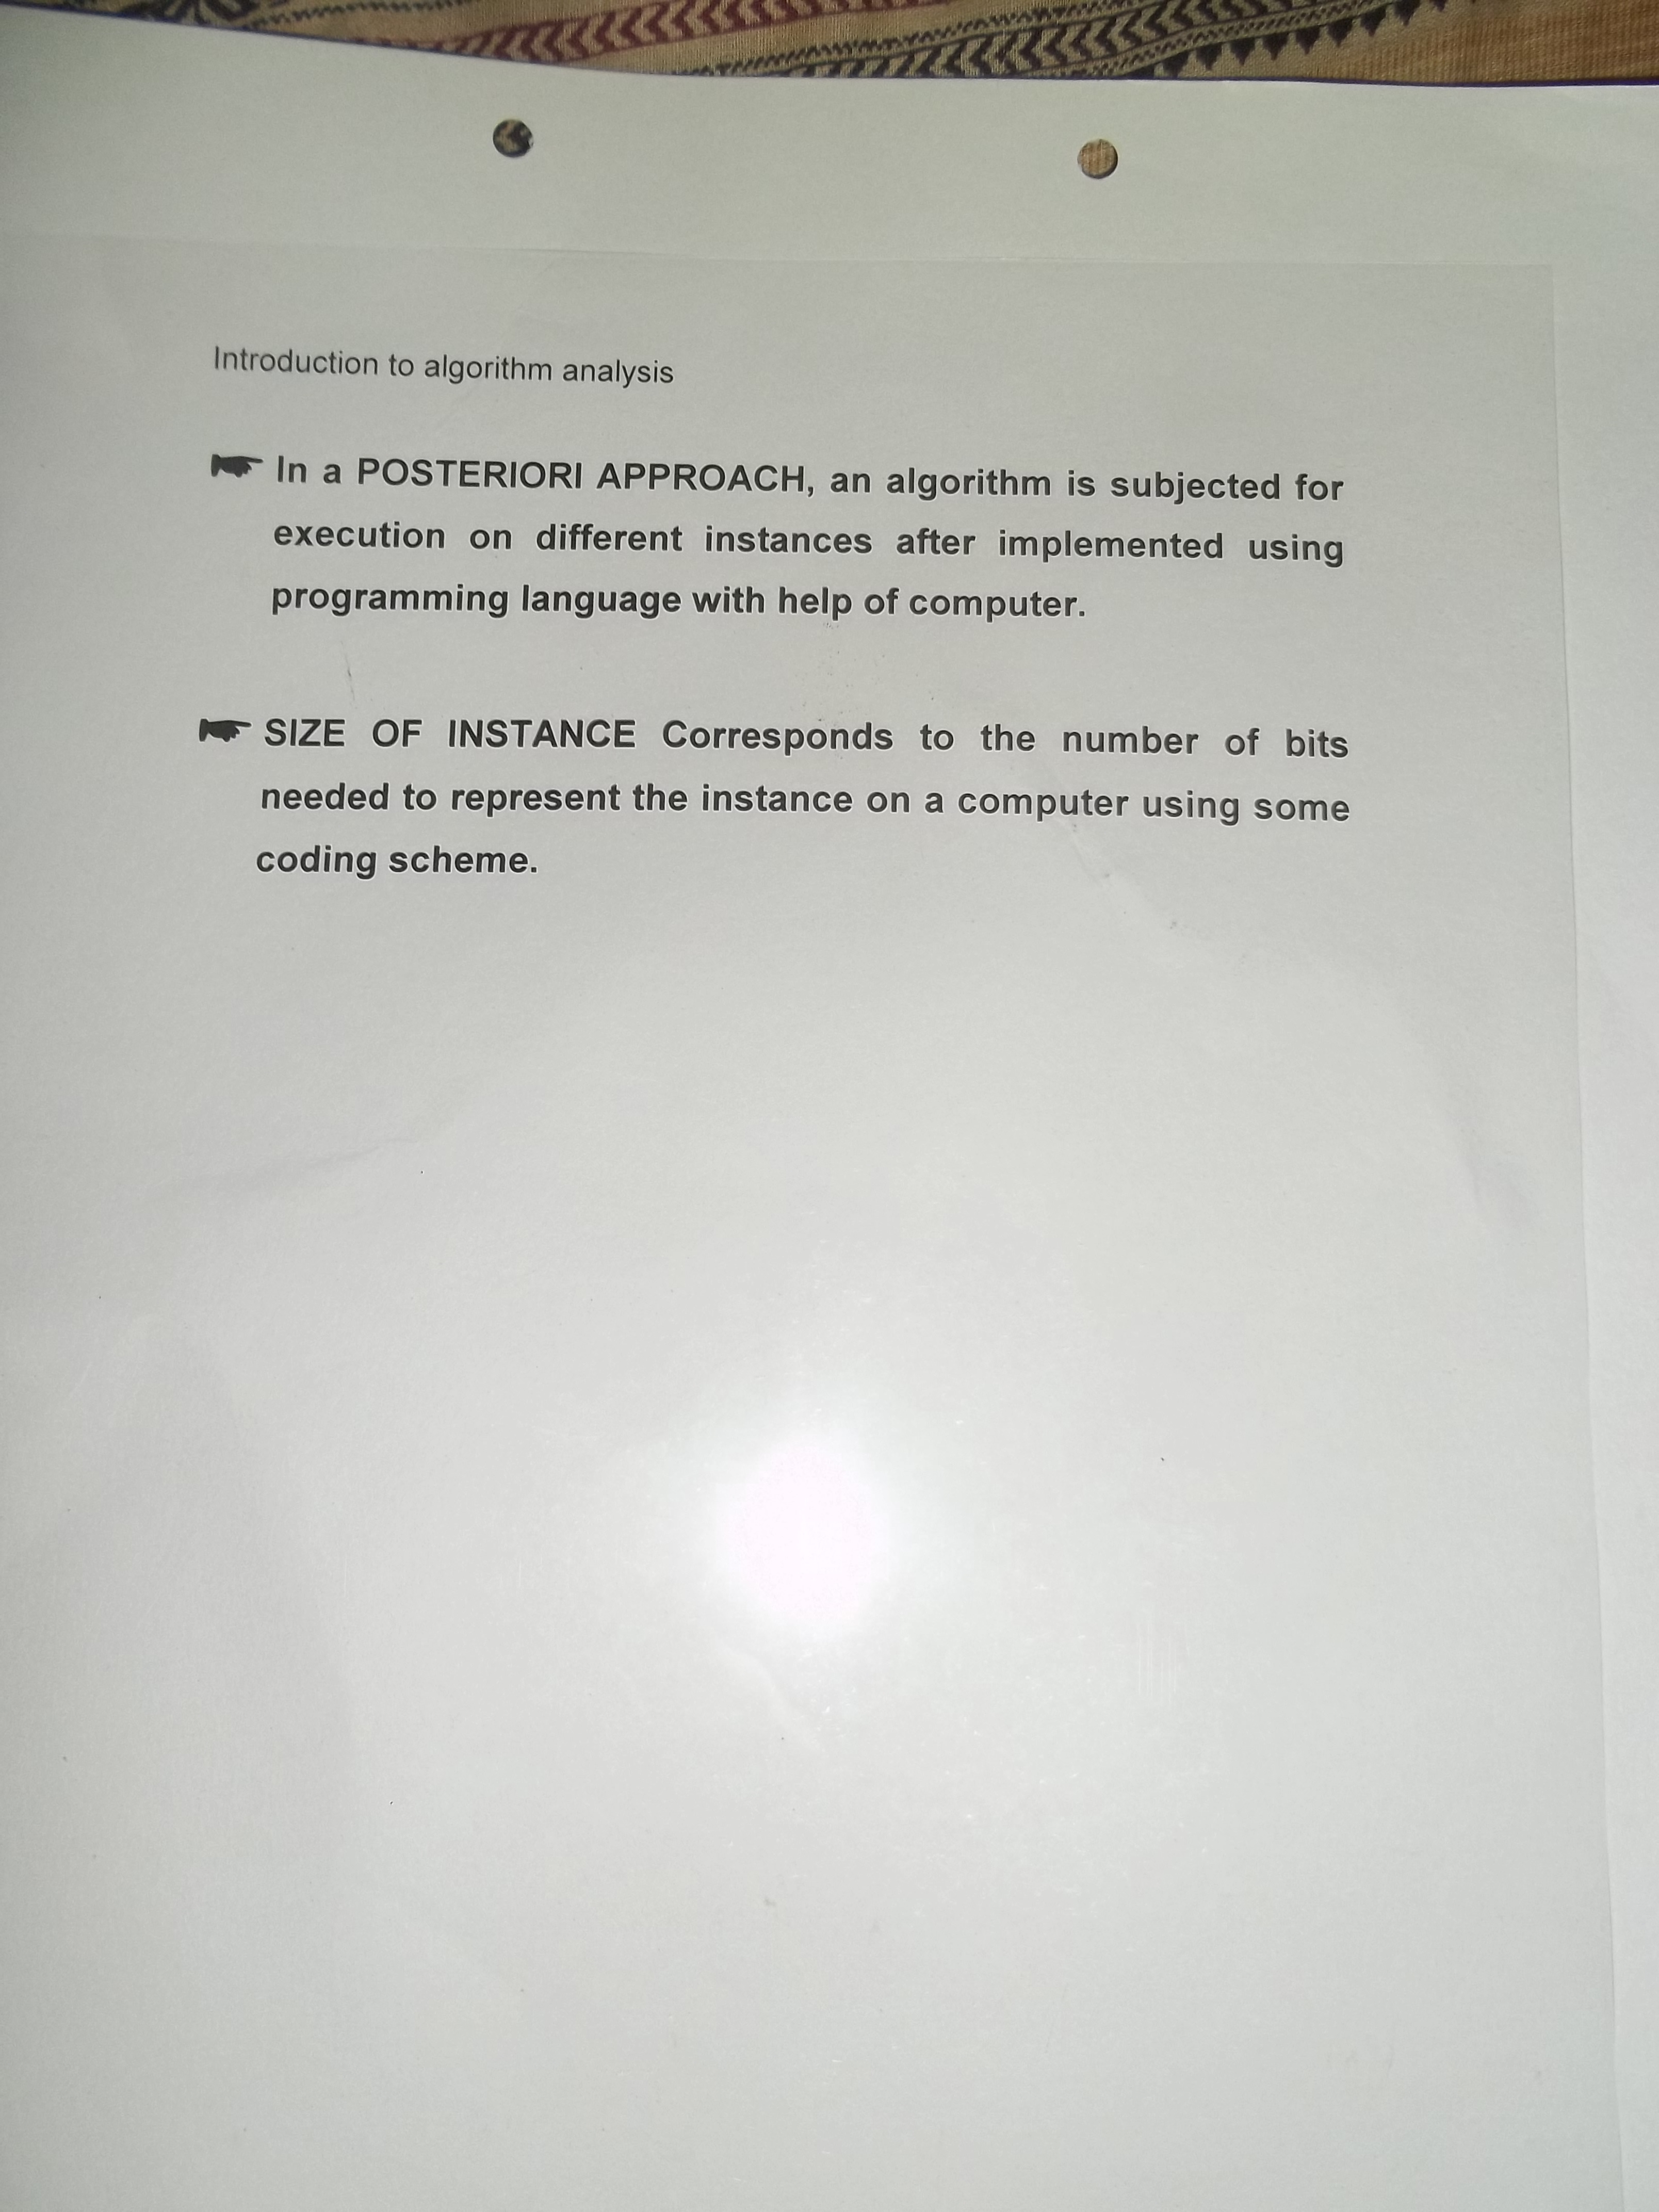 Introduction to algorithm analysis
In a POSTERIORI APPROACH, an algorithm is subjected for
execution on different instances after implemented using
programming language with help of computer.
SIZE OF INSTANCE Corresponds to the number of bits
needed to represent the instance on a computer using some
coding scheme.